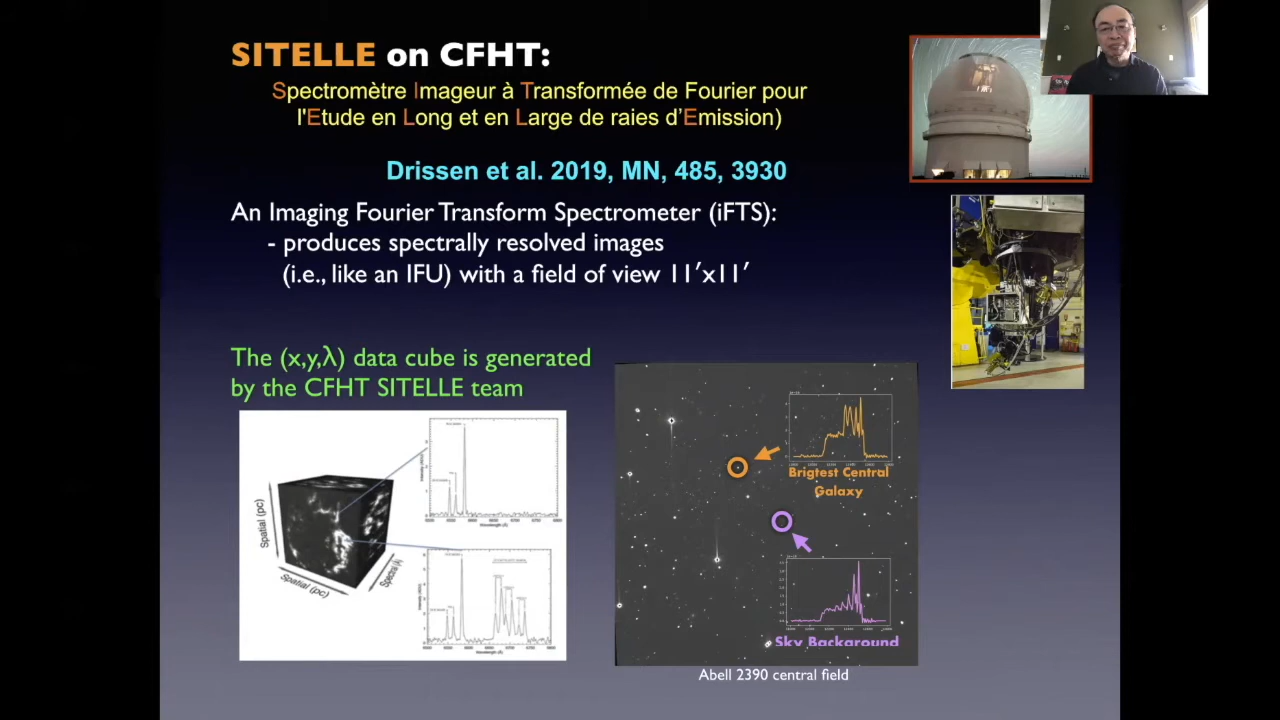 SITELLE on CFHT:
Spectromètre Imageur à Transformée de Fourier pour
l'Etude en Long et en Large de raies d'Emission)
Drissen et al. 2019, MN, 485, 3930
An Imaging Fourier Transform Spectrometer (iFTS):
- produces spectrally resolved images
(i.e., like an IFU) with a field of view 11′x11′
The (x,y,λ) data cube is generated
by the CFHT SITELLE team
Spatial (pc)
Spatial (pc)
Spectra (Å)
Brigtest Central
Galaxy
Sky Background
Abell 2390 central field